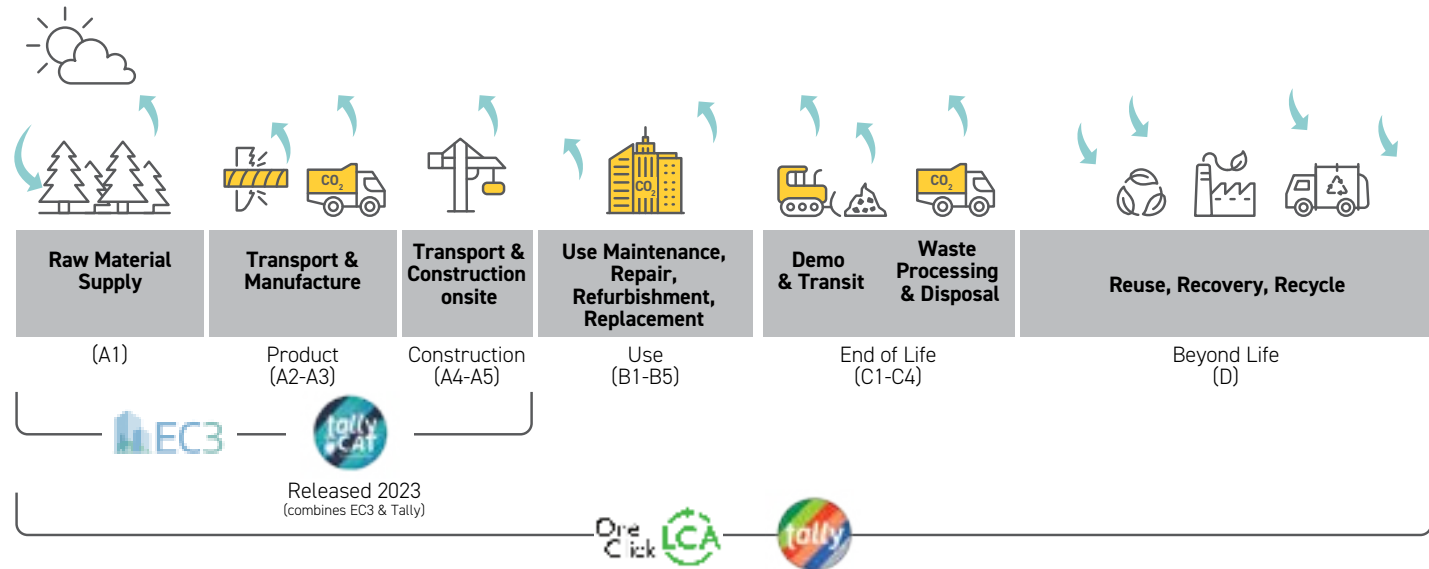 CO2
CO2
CO2
Raw Material
Supply
Transport &
Manufacture
Transport &
Construction
onsite
Use Maintenance,
Repair,
Refurbishment,
Replacement
Demo
& Transit
Waste
Processing
& Disposal
Reuse, Recovery, Recycle
(A1)
Product
(A2-A3)
Construction
(A4-A5)
Use
(B1-B5)
End of Life
(C1-C4)
Beyond Life
(D)
EC3
tally
CAT
Released 2023
(combines EC3 & Tally)
One
Click
LCA
tally